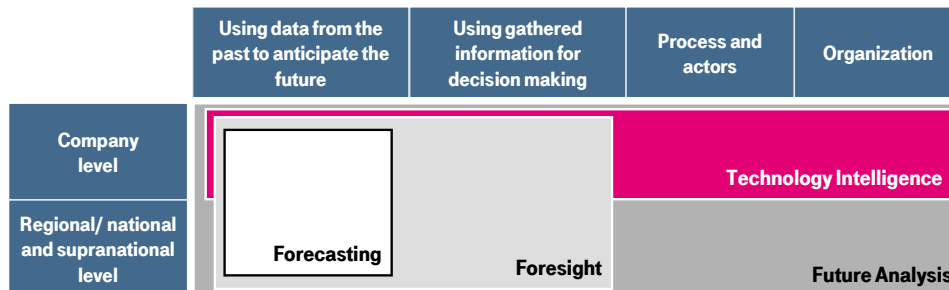 Using data from the
past to anticipate the
future
Using gathered
information for
decision making
Process and
actors
Organization
Company
level
Technology Intelligence
Regional/ national
and supranational
level
Forecasting
Foresight
Future Analysis